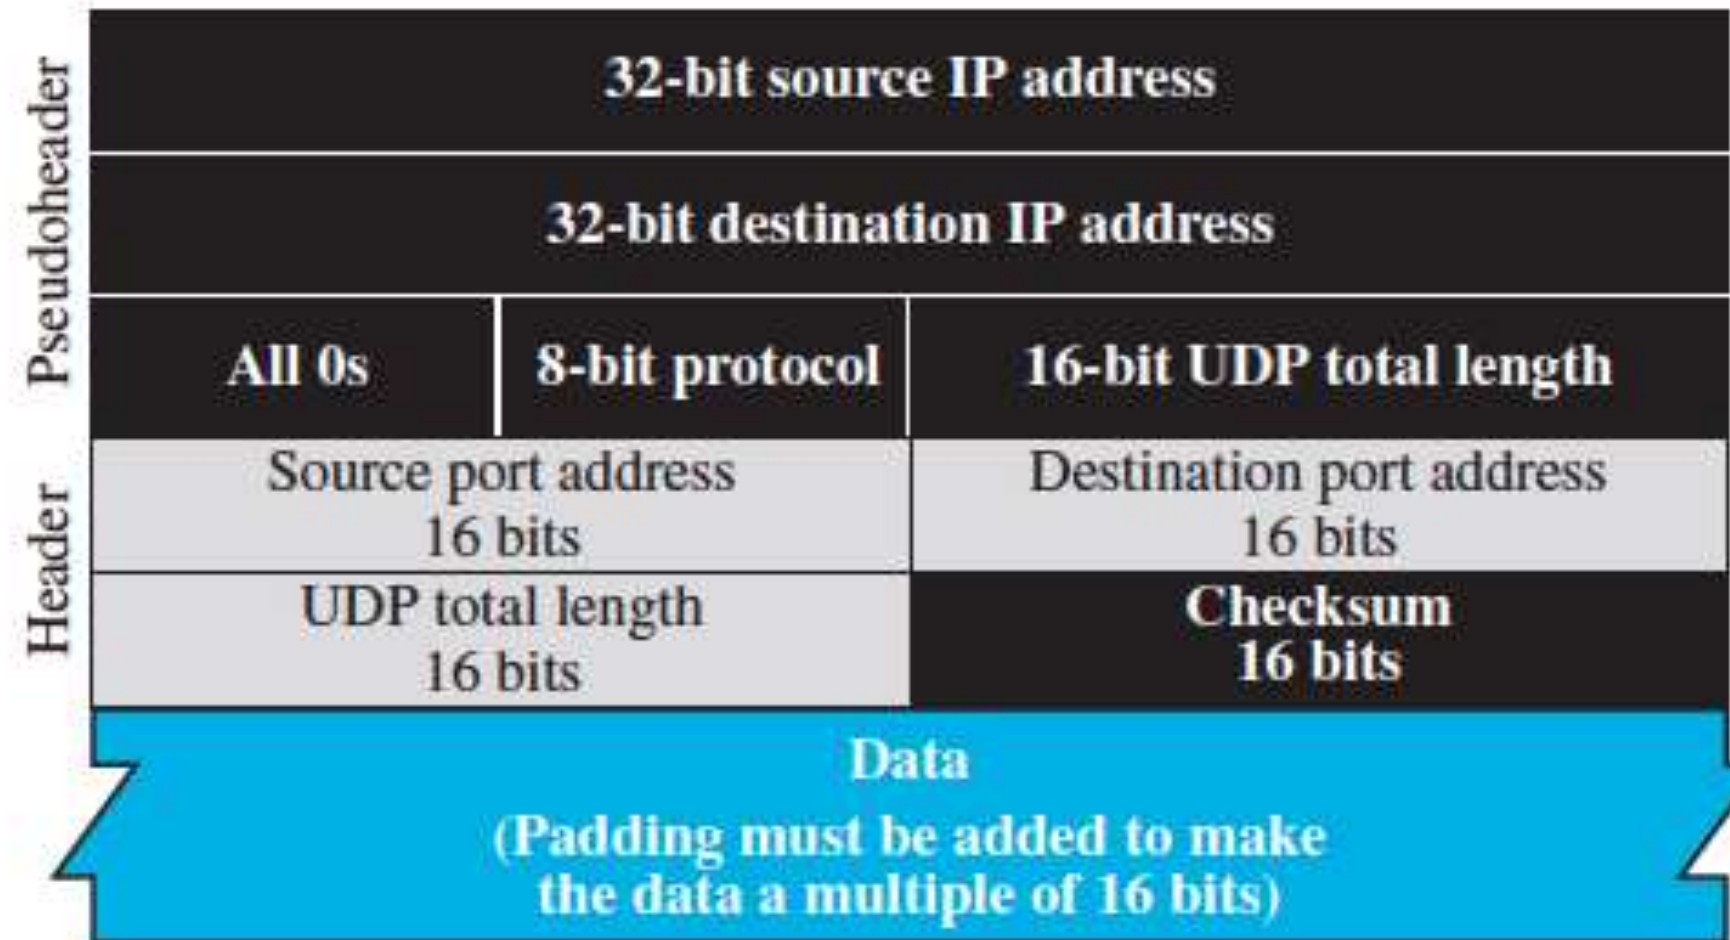 Pseudoheader
32-bit source IP address
32-bit destination IP address
All 0s
8-bit protocol
16-bit UDP total length
Header
Source port address
16 bits
Destination port address
16 bits
UDP total length
16 bits
Checksum
16 bits
Data
(Padding must be added to make
the data a multiple of 16 bits)